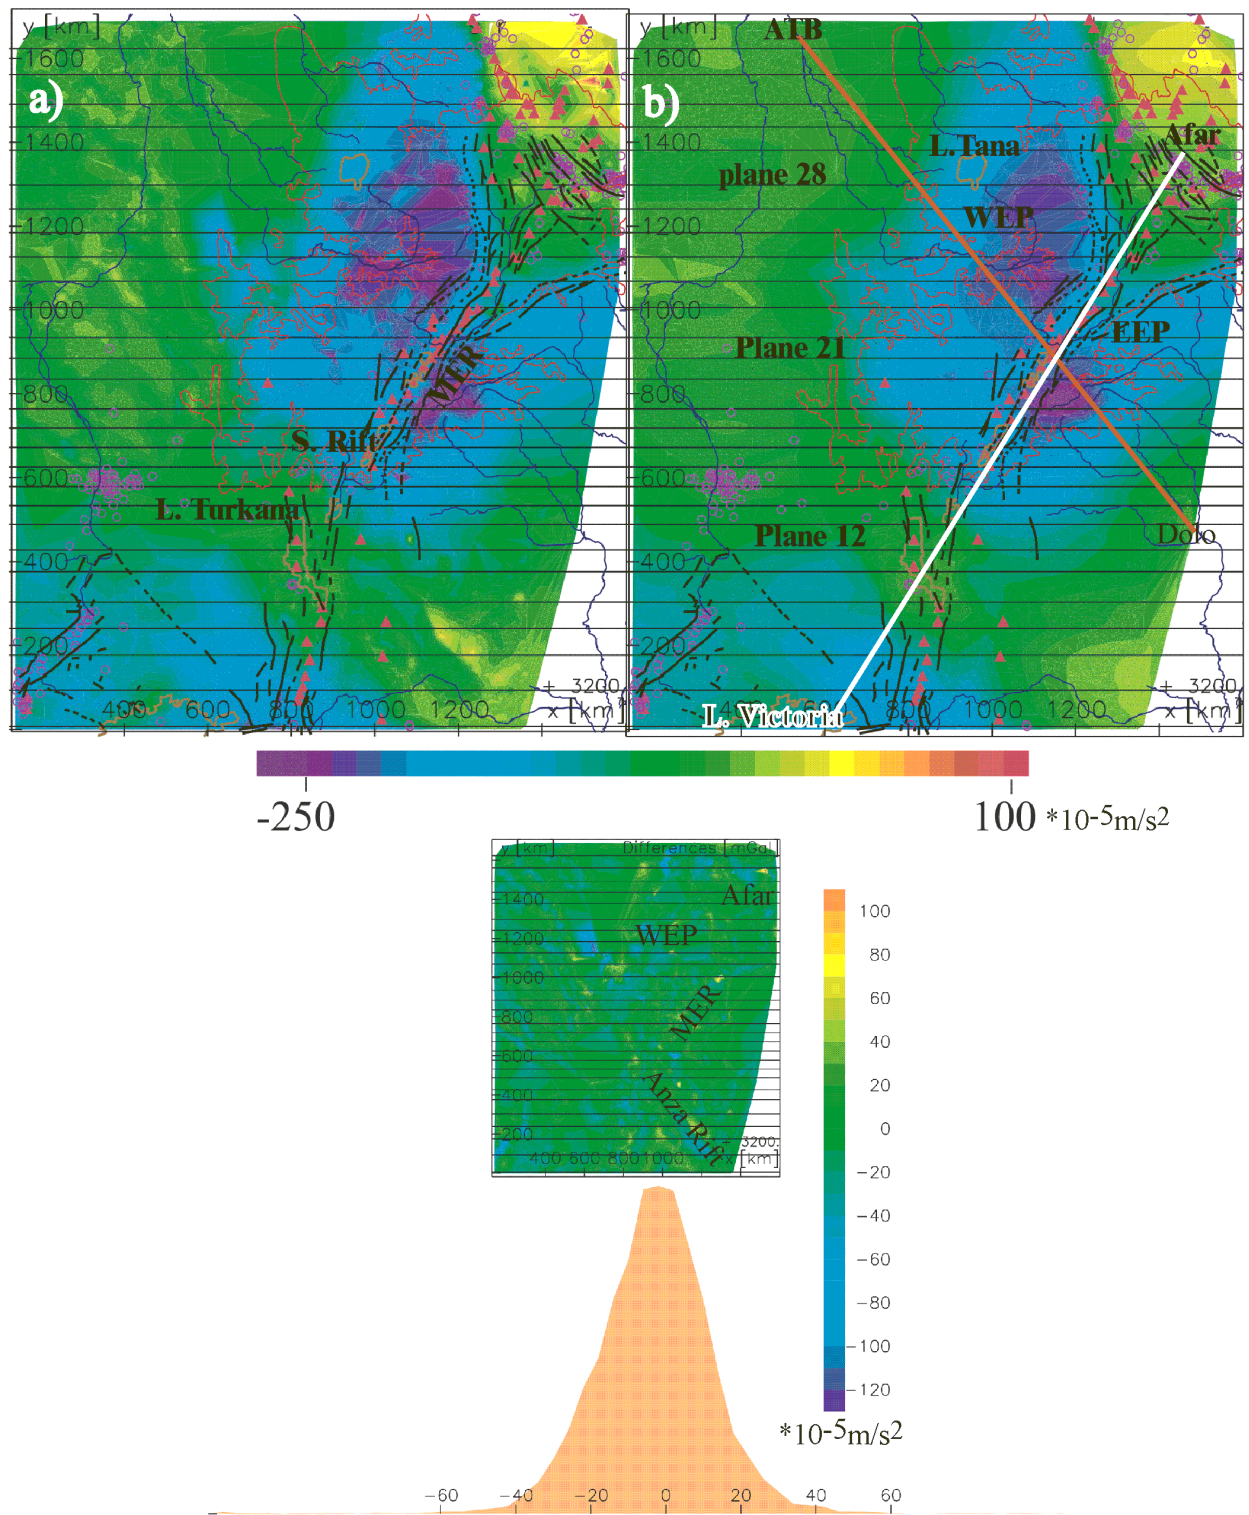 y [km]
1600
a)
1400
1200
1000
MER
800
S. Rift
600
L. Turkana
400
200
+ 3200.
400 600 800 1000 1200 x [km]
y [km]
ATB
1600
b)
Afar
1400
L.Tana
plane 28
1200
WEP
1000
EEP
Plane 21
800
600
Plane 12
Dolo
400
200
+ 3200.
L. Victoria
800 1000 1200 x [km]
-250
100 *10-5m/s2
y [km] Differences [mGal]
Afar
1400
WEP
1200
1000
MER
800
600
Anza Rift
400
200
+ 3200.
400 600 800 1000 x [km]
100
80
60
40
20
0
-20
-40
-60
-80
-100
-120
*10-5m/s2
-60 -40 -20 0 20 40 60